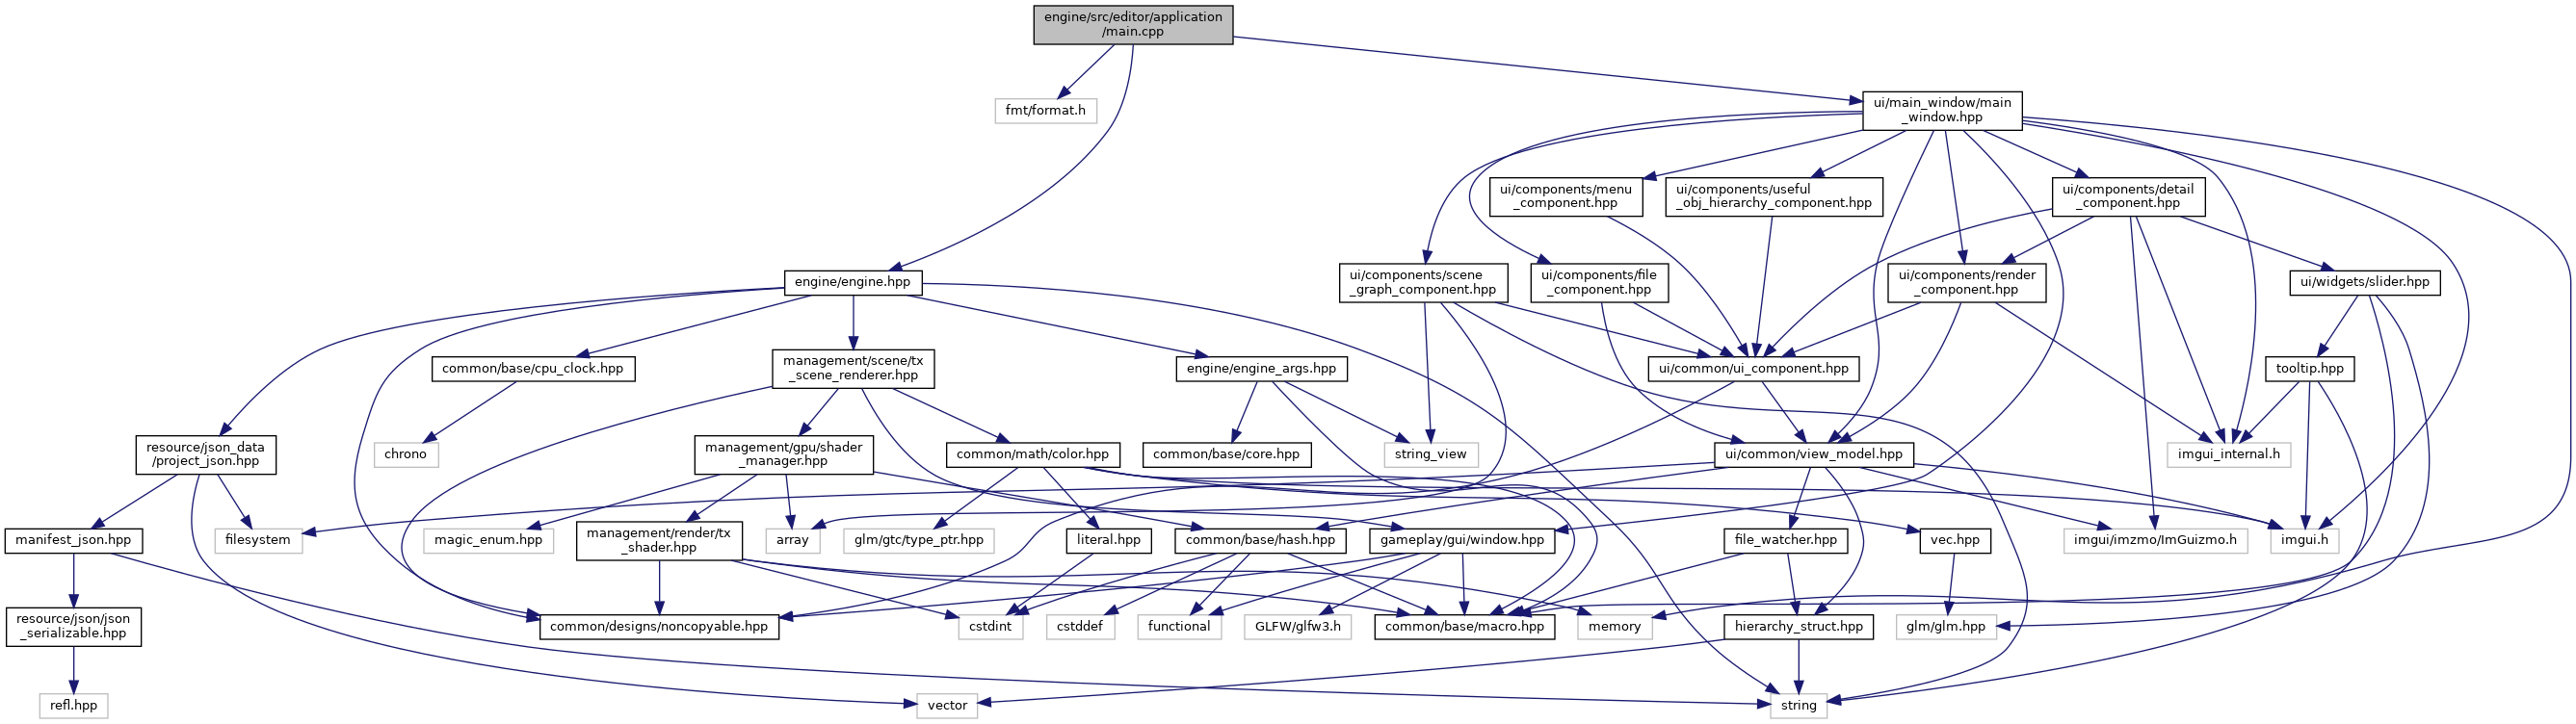 engine/src/editor/application
/main.cpp
fmt/format.h
ui/main_window/main
_window.hpp
ui/components/menu
_component.hpp
ui/components/useful
_obj_hierarchy_component.hpp
ui/components/detail
_component.hpp
engine/engine.hpp
ui/components/scene
_graph_component.hpp
ui/components/file
_component.hpp
ui/components/render
_component.hpp
ui/widgets/slider.hpp
common/base/cpu_clock.hpp
management/scene/tx
_scene_renderer.hpp
engine/engine_args.hpp
ui/common/ui_component.hpp
tooltip.hpp
resource/json_data
/project_json.hpp
chrono
management/gpu/shader
_manager.hpp
common/math/color.hpp
common/base/core.hpp
string_view
ui/common/view_model.hpp
imgui_internal.h
manifest_json.hpp
filesystem
magic_enum.hpp
management/render/tx
_shader.hpp
array
glm/gtc/type_ptr.hpp
literal.hpp
common/base/hash.hpp
gameplay/gui/window.hpp
file_watcher.hpp
vec.hpp
imgui/imzmo/ImGuizmo.h
imgui.h
resource/json/json
_serializable.hpp
common/designs/noncopyable.hpp
cstdint
cstddef
functional
GLFW/glfw3.h
common/base/macro.hpp
memory
hierarchy_struct.hpp
glm/glm.hpp
refl.hpp
vector
string